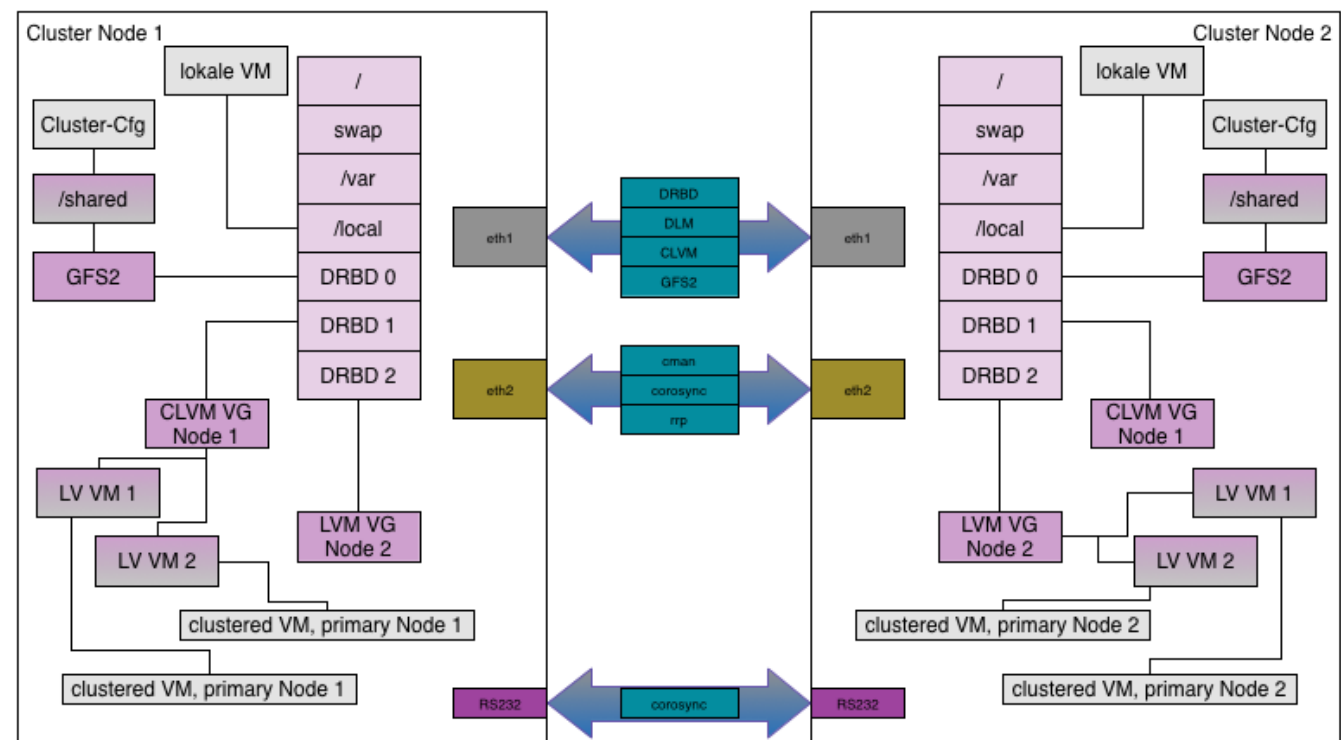 Cluster Node 1
lokale VM
Cluster-Cfg
/shared
GFS2
/
swap
/var
/local
DRBD 0
DRBD 1
DRBD 2
CLVM VG
Node 1
LV VM 1
LV VM 2
LVM VG
Node 2
clustered VM, primary Node 1
clustered VM, primary Node 1
eth1
eth2
RS232
DRBD
DLM
CLVM
GFS2
cman
corosync
rrp
corosync
eth1
eth2
RS232
Cluster Node 2
/
swap
/var
/local
DRBD 0
DRBD 1
DRBD 2
lokale VM
Cluster-Cfg
/shared
GFS2
CLVM VG
Node 1
LVM VG
Node 2
LV VM 1
LV VM 2
clustered VM, primary Node 2
clustered VM, primary Node 2